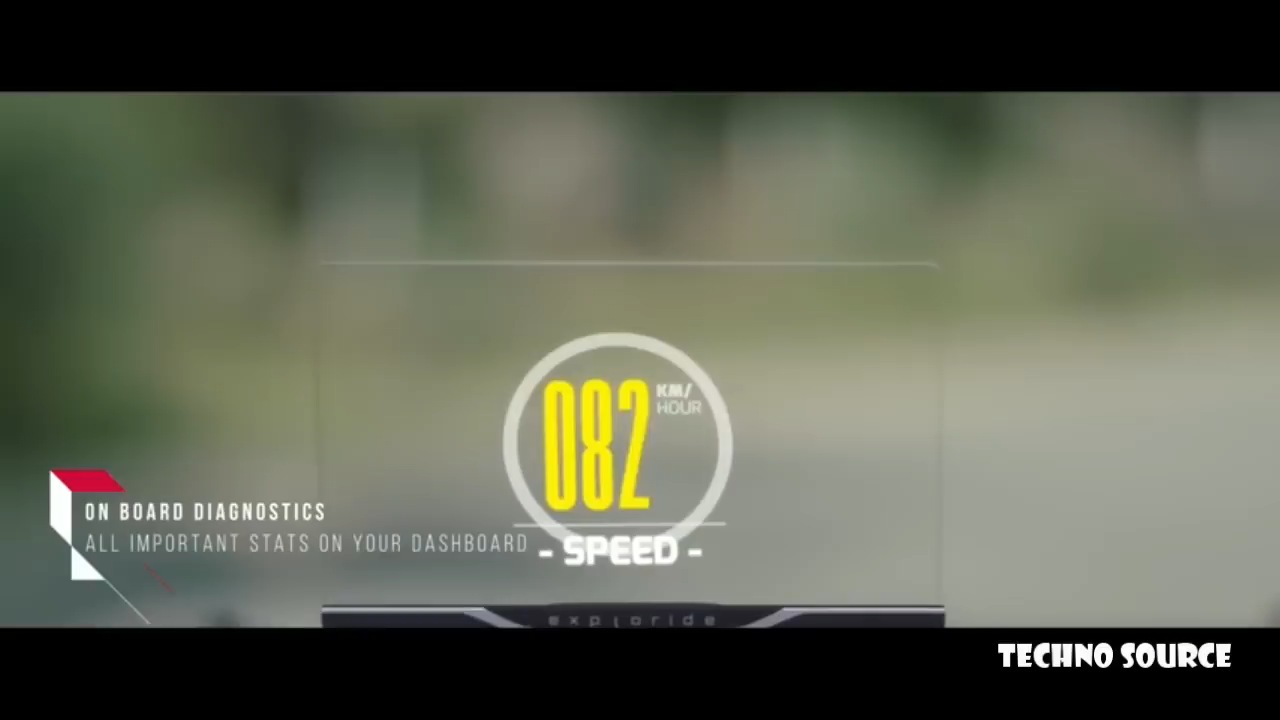 082
KM/
HOUR
ON BOARD DIAGNOSTICS
ALL IMPORTANT STATS ON YOUR DASHBOARD
- SPEED -
exploride
TECHNO SOURCE